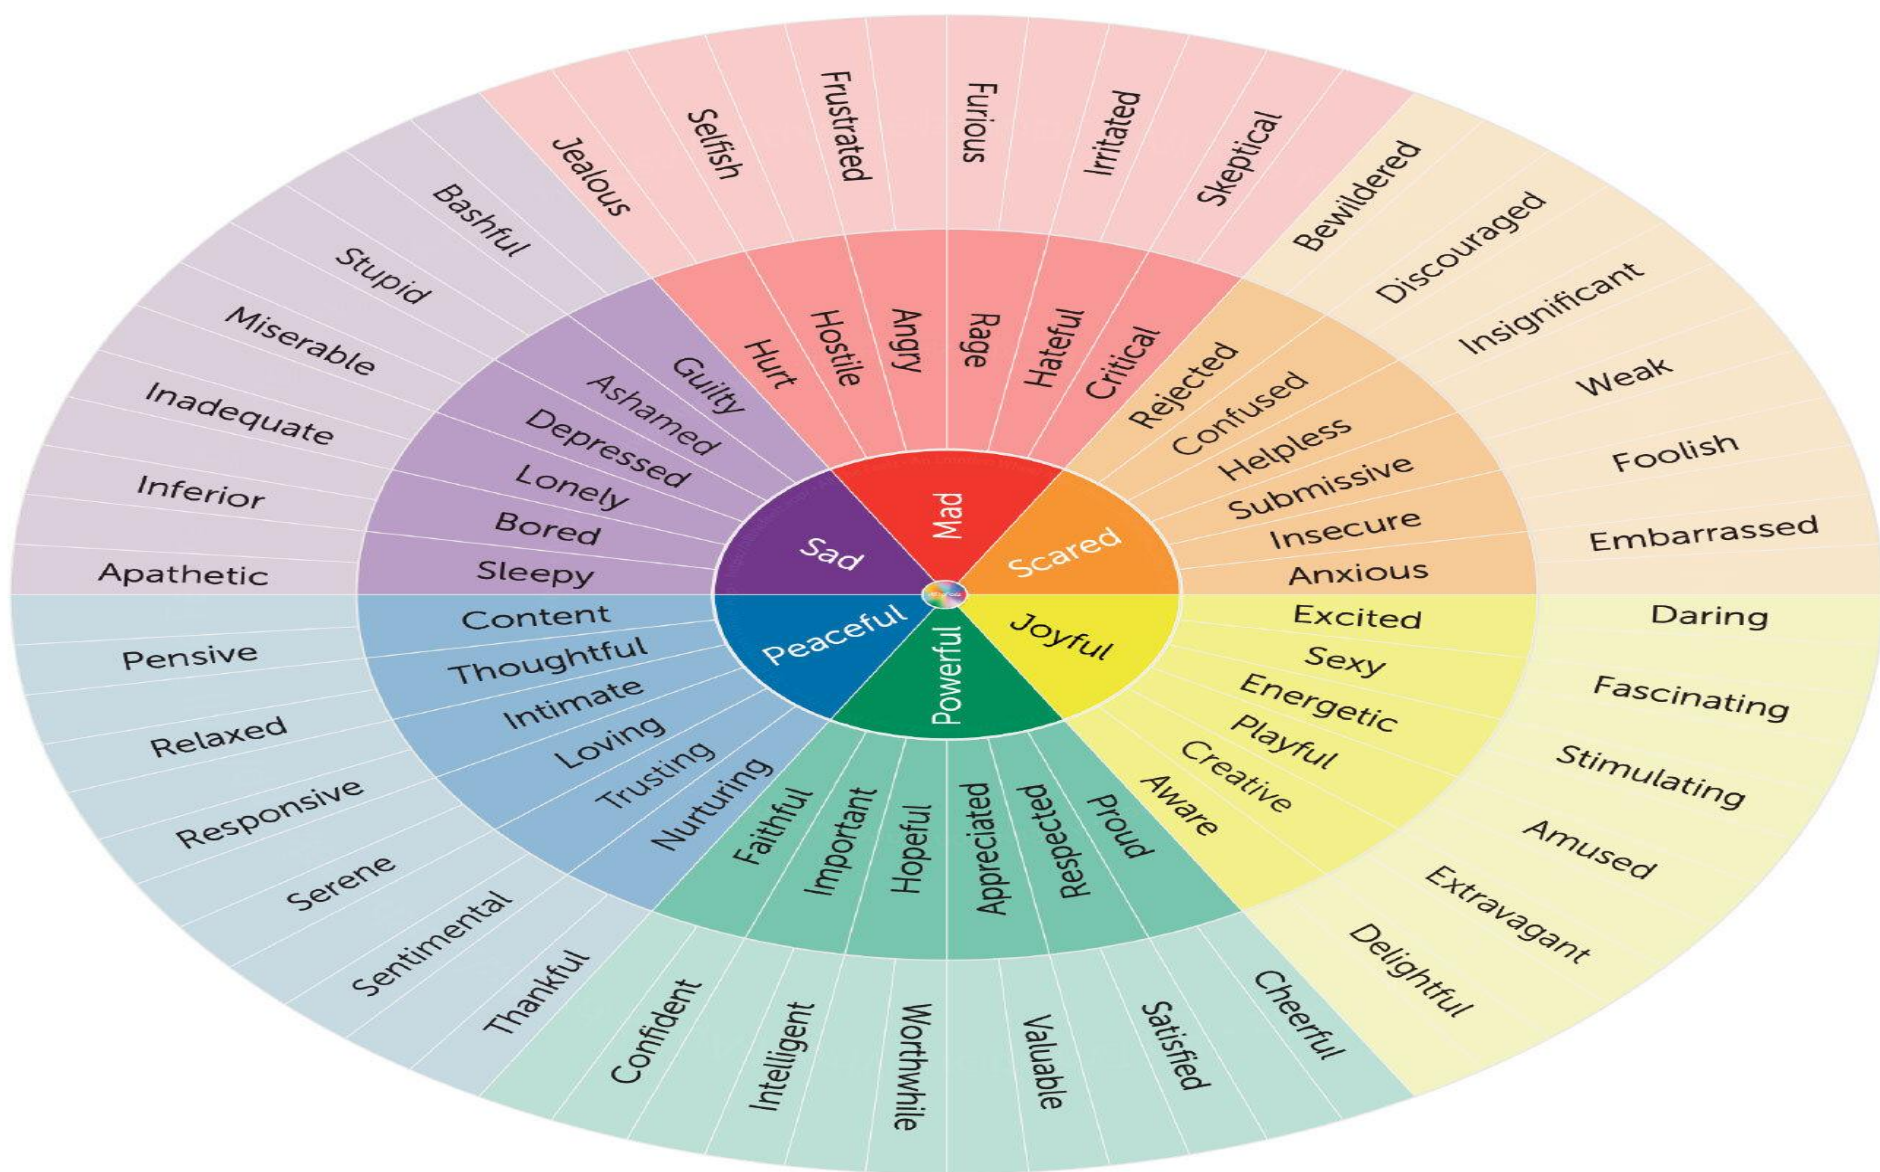 Mad
Scared
Joyful
Powerful
Peaceful
Sad
Hurt
Hostile
Angry
Rage
Hateful
Critical
Rejected
Confused
Helpless
Submissive
Insecure
Anxious
Excited
Sexy
Energetic
Playful
Creative
Aware
Proud
Respected
Appreciated
Hopeful
Important
Faithful
Nurturing
Trusting
Loving
Intimate
Thoughtful
Content
Sleepy
Bored
Lonely
Depressed
Ashamed
Guilty
Jealous
Selfish
Frustrated
Furious
Irritated
Skeptical
Bewildered
Discouraged
Insignificant
Weak
Foolish
Embarrassed
Daring
Fascinating
Stimulating
Amused
Extravagant
Delightful
Cheerful
Satisfied
Valuable
Worthwhile
Intelligent
Confident
Thankful
Sentimental
Serene
Responsive
Relaxed
Pensive
Apathetic
Inferior
Inadequate
Miserable
Stupid
Bashful